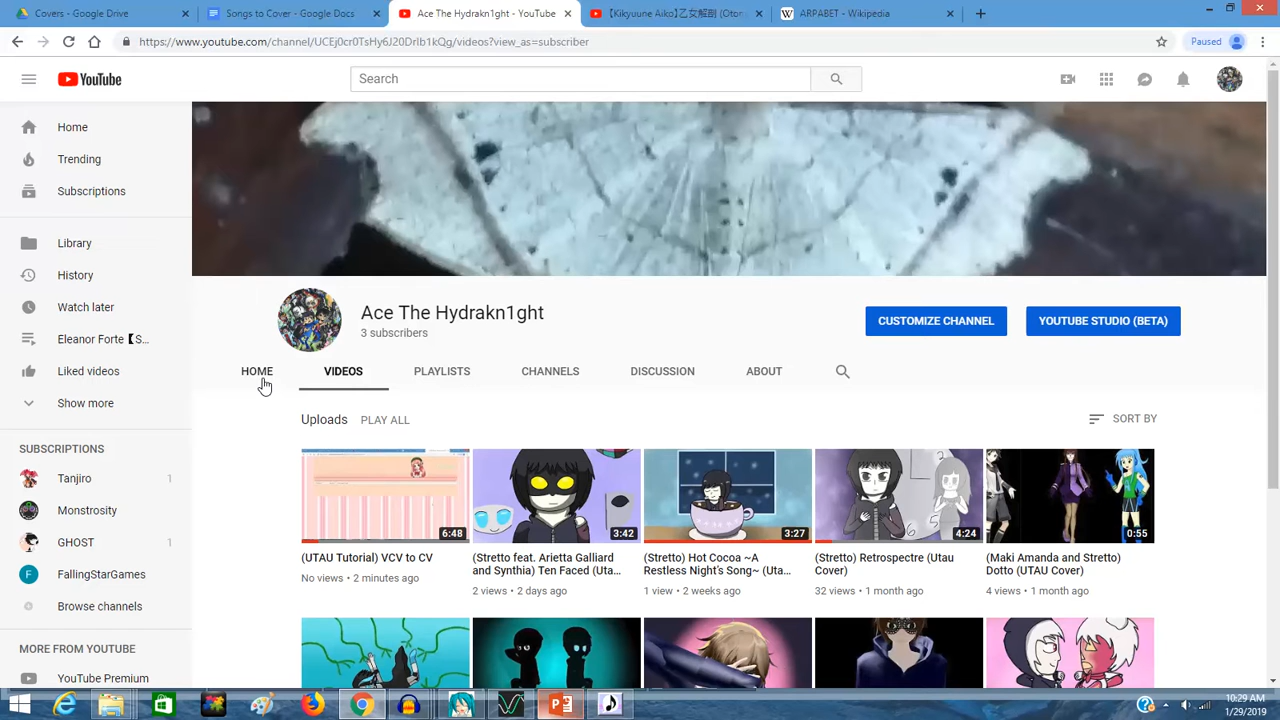 Covers - Google Drive
Songs to Cover - Google Docs
Ace The Hydrakn1ght - YouTube
【Kikyuune Aiko】乙女解剖 (Oton
ARPABET - Wikipedia
https://www.youtube.com/channel/UCEj0cr0TsHy6J20DrIb1kQg/videos?view_as=subscriber
Paused
YouTube
Search
Home
Trending
Subscriptions
Library
History
Watch later
Eleanor Forte【S...
Liked videos
Show more
SUBSCRIPTIONS
Tanjiro 1
Monstrosity
GHOST 1
F FallingStarGames
Browse channels
MORE FROM YOUTUBE
YouTube Premium
Ace The Hydrakn1ght
3 subscribers
CUSTOMIZE CHANNEL
YOUTUBE STUDIO (BETA)
HOME VIDEOS PLAYLISTS CHANNELS DISCUSSION ABOUT
Uploads PLAY ALL
SORT BY
6:48
(UTAU Tutorial) VCV to CV
No views • 2 minutes ago
3:42
(Stretto feat. Arietta Galliard
and Synthia) Ten Faced (Uta...
2 views • 2 days ago
3:27
(Stretto) Hot Cocoa ~A
Restless Night's Song~ (Uta...
1 view • 2 weeks ago
4:24
(Stretto) Retrospectre (Utau
Cover)
32 views • 1 month ago
0:55
(Maki Amanda and Stretto)
Dotto (UTAU Cover)
4 views • 1 month ago
10:29 AM
1/29/2019